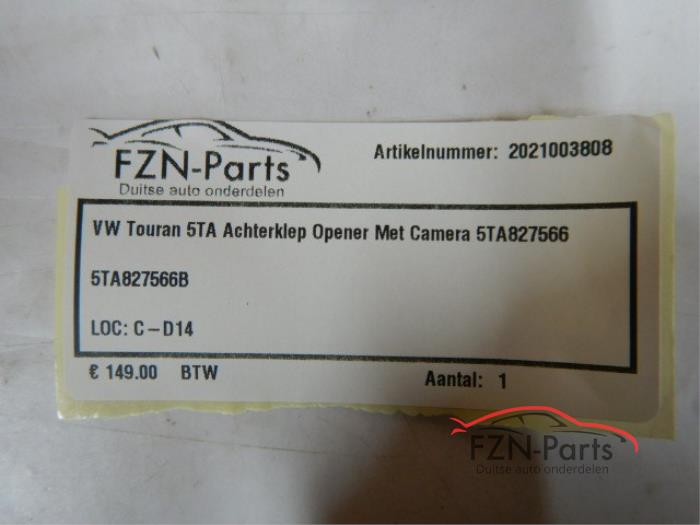 FZN-Parts
Duitse auto onderdelen
Artikelnummer: 2021003808
VW Touran 5TA Achterklep Opener Met Camera 5TA827566
5TA827566B
LOC: C-D14
€ 149.00 BTW
Aantal: 1
FZN-Parts
Duitse auto onderdelen